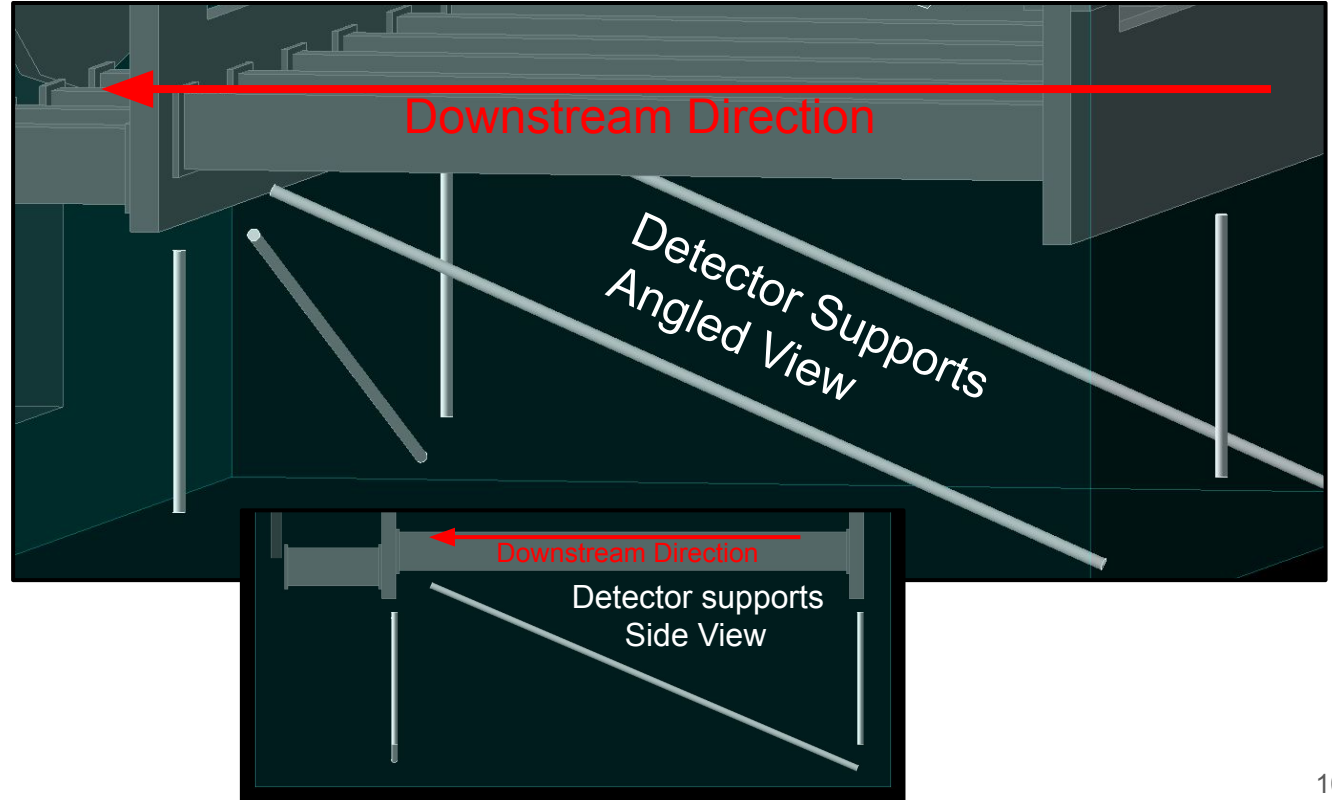 Downstream Direction
Detector Supports
Angled View
Downstream Direction
Detector supports
Side View